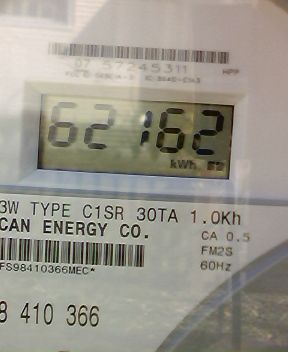 07 57245311
62162
kWh
3W TYPE C1SR 30TA 1.0Kh
CAN ENERGY CO.
CA 0.5
FM2S
60Hz
FS98410366MEC*
8 410 366